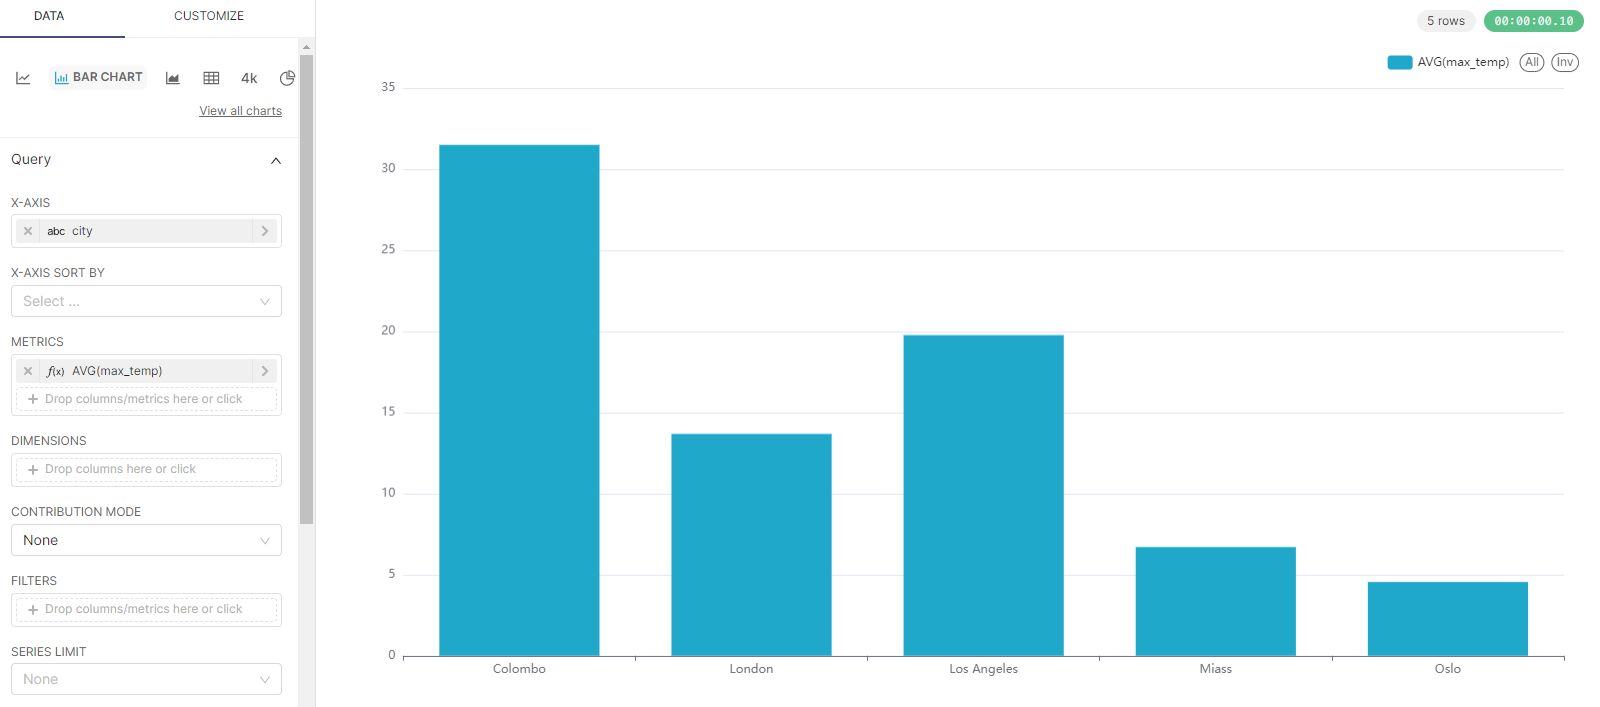 DATA
CUSTOMIZE
BAR CHART
4k
View all charts
Query
X-AXIS
abc city
X-AXIS SORT BY
Select ...
METRICS
f(x) AVG(max_temp)
Drop columns/metrics here or click
DIMENSIONS
Drop columns here or click
CONTRIBUTION MODE
None
FILTERS
Drop columns/metrics here or click
SERIES LIMIT
None
5 rows
00:00:00.10
AVG(max_temp) All Inv
35
30
25
20
15
10
5
0
Colombo London Los Angeles Miass Oslo